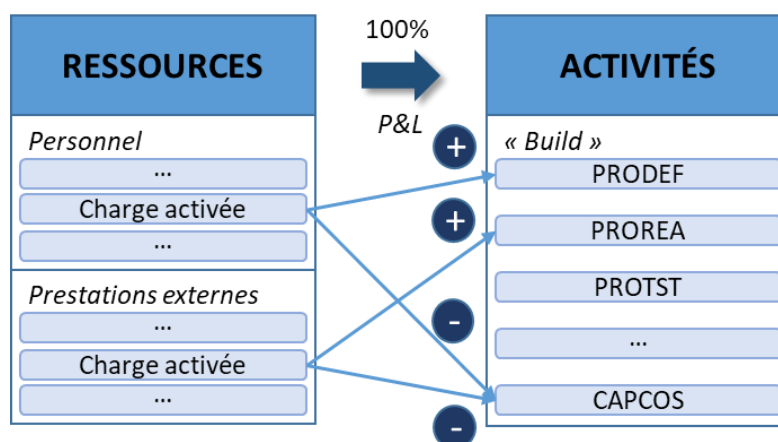 RESSOURCES
Personnel
...
Charge activée
...
Prestations externes
...
Charge activée
...
100%
P&L
+
+
-
-
ACTIVITÉS
« Build »
PRODEF
PROREA
PROTST
...
CAPCOS